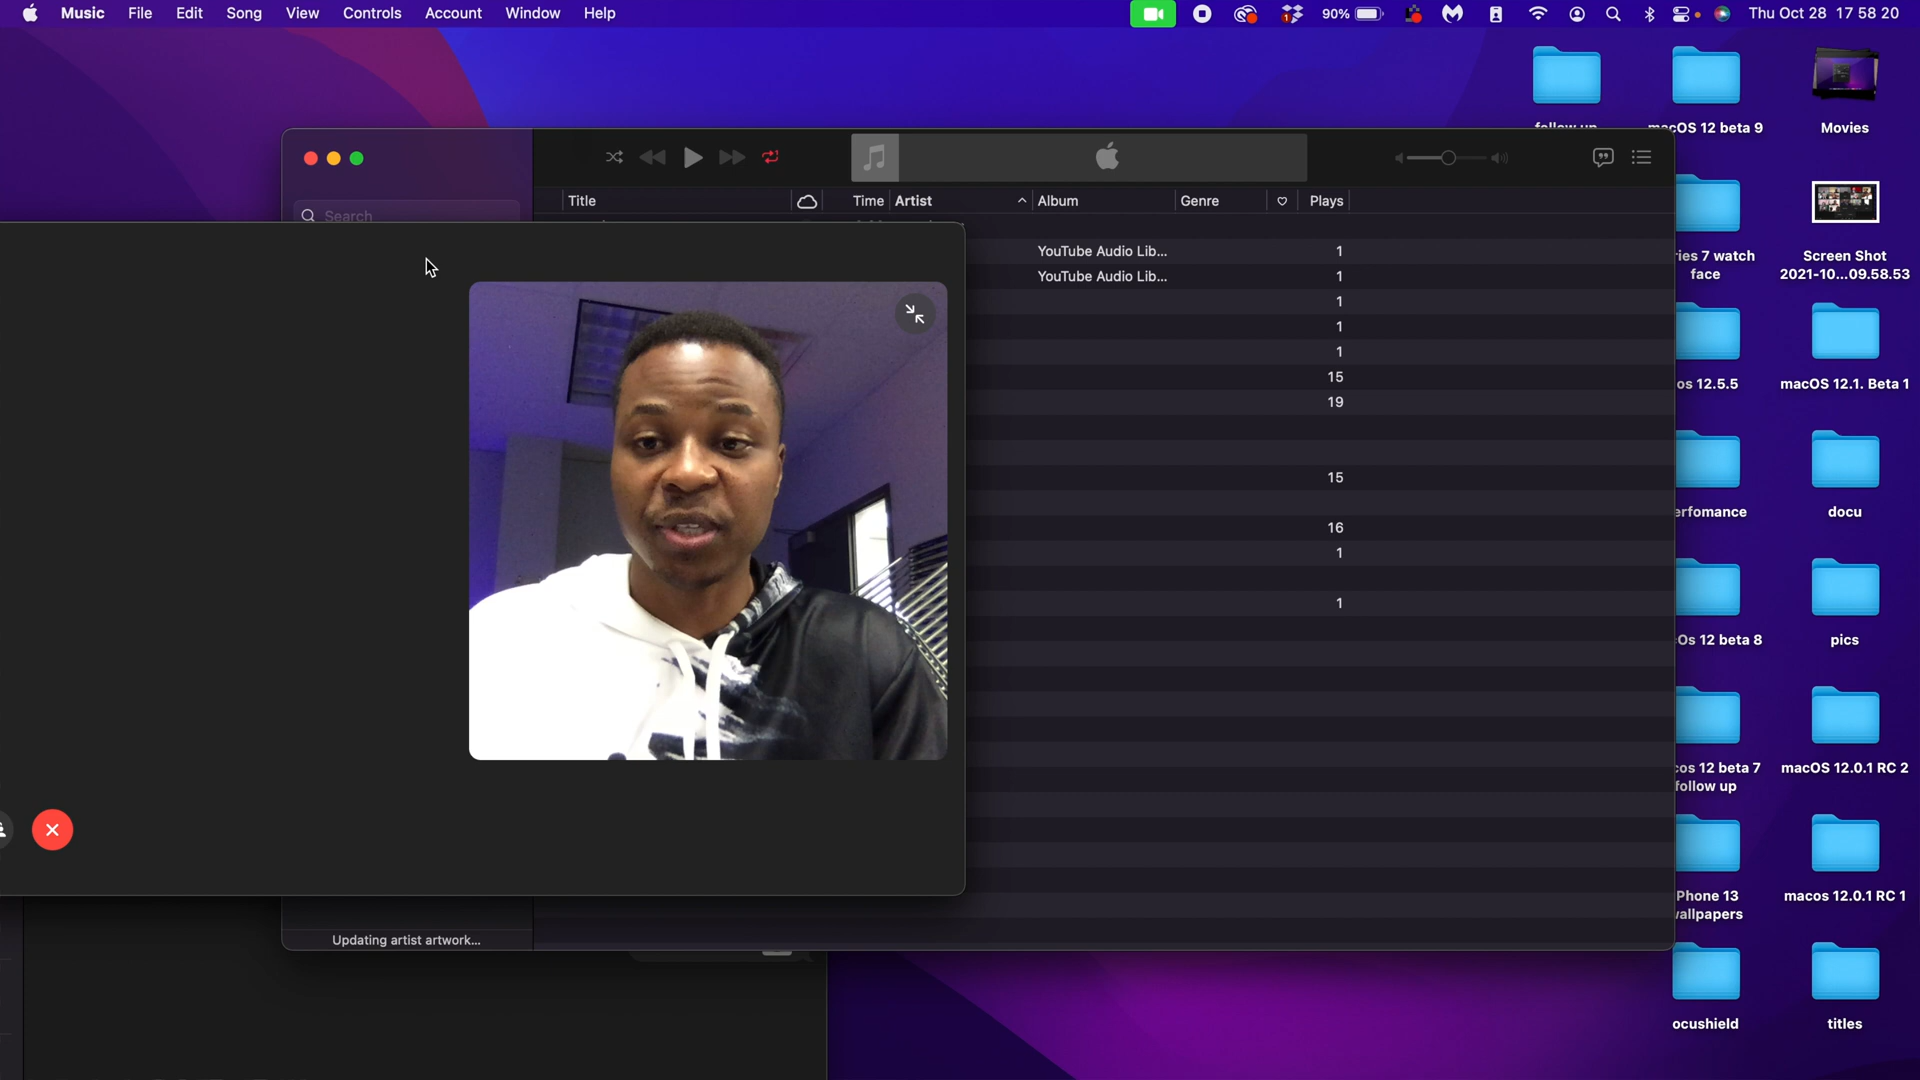 Music File Edit Song View Controls Account Window Help 1 90% Thu Oct 28 17 58 20
macOS 12 beta 9
Movies
Title Time Artist Album Genre Plays
Search
YouTube Audio Lib... 1
YouTube Audio Lib... 1
1
1
1
15
19
15
16
1
1
ies 7 watch
face
Screen Shot
2021-10...09.58.53
os 12.5.5
macOS 12.1. Beta 1
erfomance
docu
Os 12 beta 8
pics
cos 12 beta 7
follow up
macOS 12.0.1 RC 2
Phone 13
wallpapers
macos 12.0.1 RC 1
ocushield
titles
Updating artist artwork...